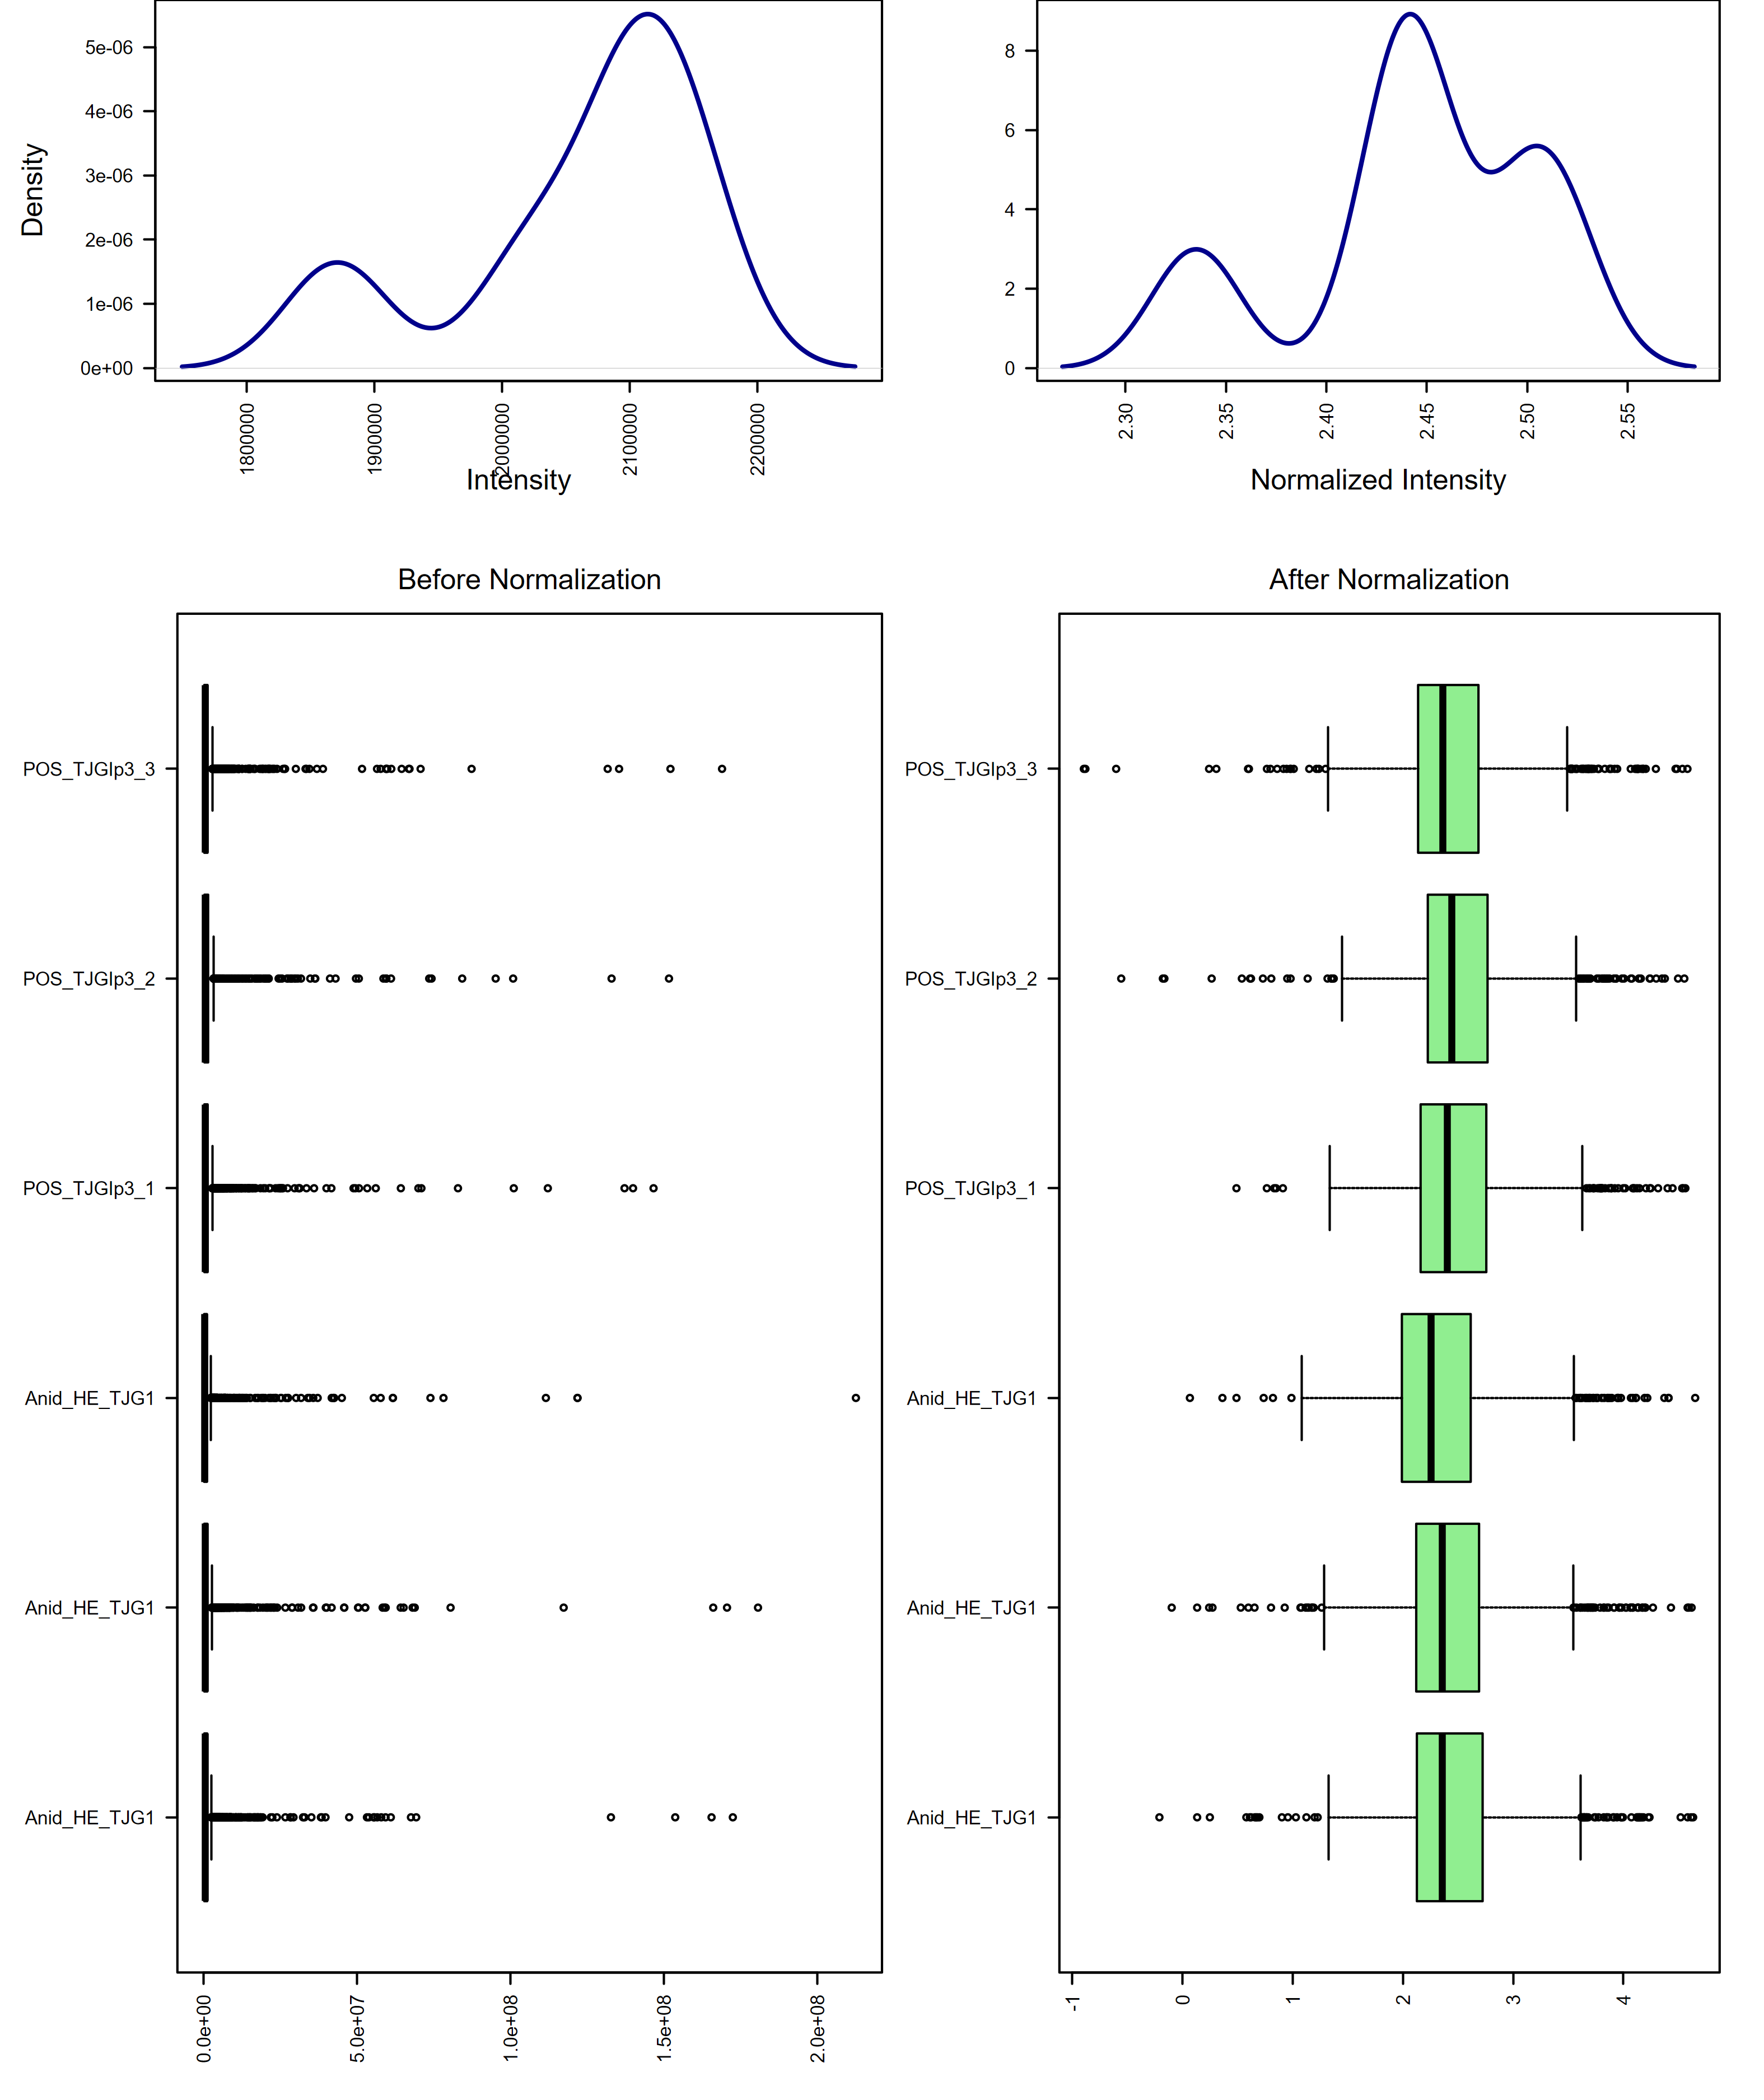 Density
5e-06
4e-06
3e-06
2e-06
1e-06
0e+00
1800000
1900000
2000000
2100000
2200000
Intensity
8
6
4
2
0
2.30
2.35
2.40
2.45
2.50
2.55
Normalized Intensity
Before Normalization
POS_TJGIp3_3
POS_TJGIp3_2
POS_TJGIp3_1
Anid_HE_TJG1
Anid_HE_TJG1
Anid_HE_TJG1
0.0e+00
5.0e+07
1.0e+08
1.5e+08
2.0e+08
After Normalization
POS_TJGIp3_3
POS_TJGIp3_2
POS_TJGIp3_1
Anid_HE_TJG1
Anid_HE_TJG1
Anid_HE_TJG1
-1
0
1
2
3
4